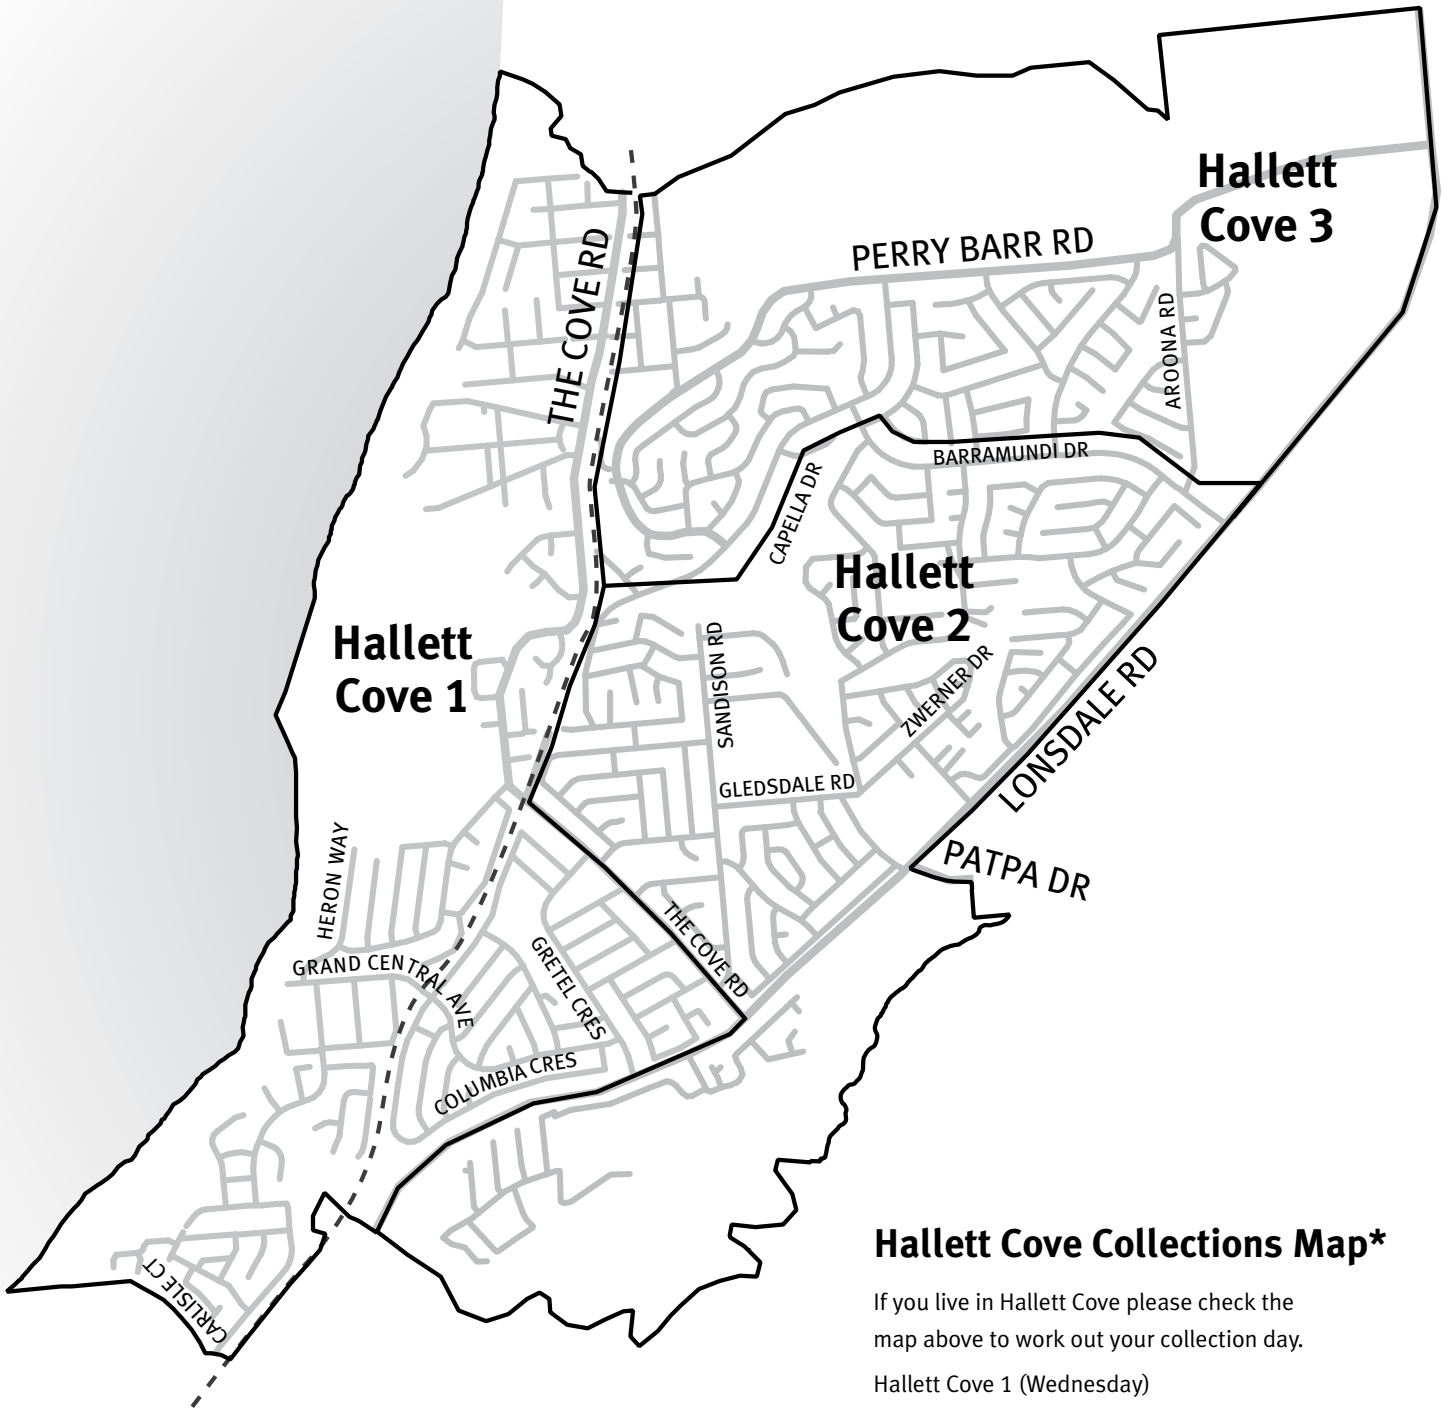 Hallett
Cove 3
PERRY BARR RD
THE COVE RD
AROONA RD
BARRAMUNDI DR
CAPELLA DR
Hallett
Cove 2
Hallett
Cove 1
SANDISON RD
ZWERNER DR
LONSDALE RD
GLEDSDALE RD
PATPA DR
HERON WAY
THE COVE RD
GRETEL CRES
GRAND CENTRAL AVE
COLUMBIA CRES
CARLISLE CT
Hallett Cove Collections Map*
If you live in Hallett Cove please check the
map above to work out your collection day.
Hallett Cove 1 (Wednesday)